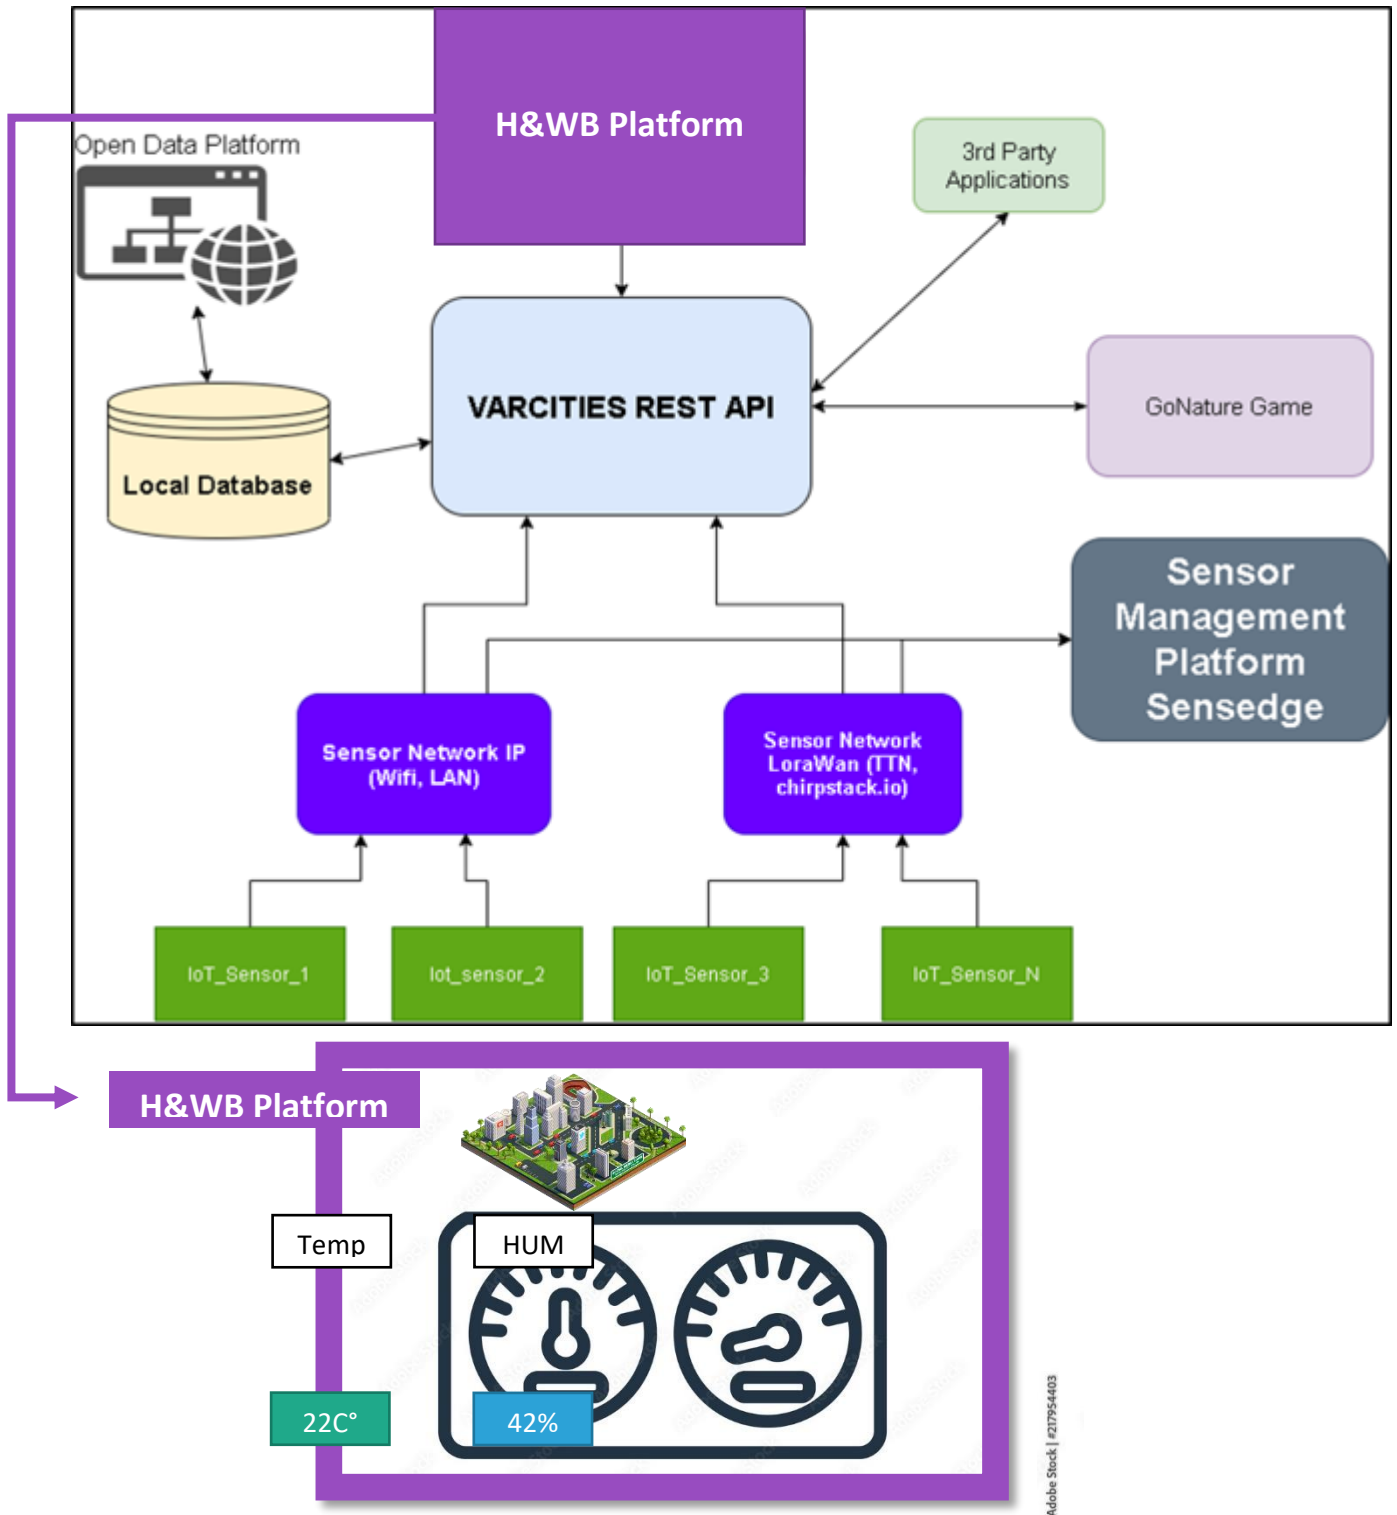 H&WB Platform
Open Data Platform
3rd Party
Applications
VARCITIES REST API
GoNature Game
Local Database
Sensor
Management
Platform
Sensedge
Sensor Network IP
(Wifi, LAN)
Sensor Network
LoraWan (TTN,
chirpstack.io)
IoT_Sensor_1
Iot_sensor_2
IoT_Sensor_3
IoT_Sensor_N
H&WB Platform
Temp
HUM
22C°
42%
Adobe Stock | #217954403